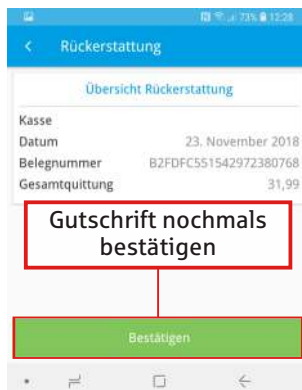 73% 12:28
Rückerstattung
Übersicht Rückerstattung
Kasse
Datum 23. November 2018
Belegnummer B2FDFC551542972380768
Gesamtquittung 31,99
Gutschrift nochmals
bestätigen
Bestätigen